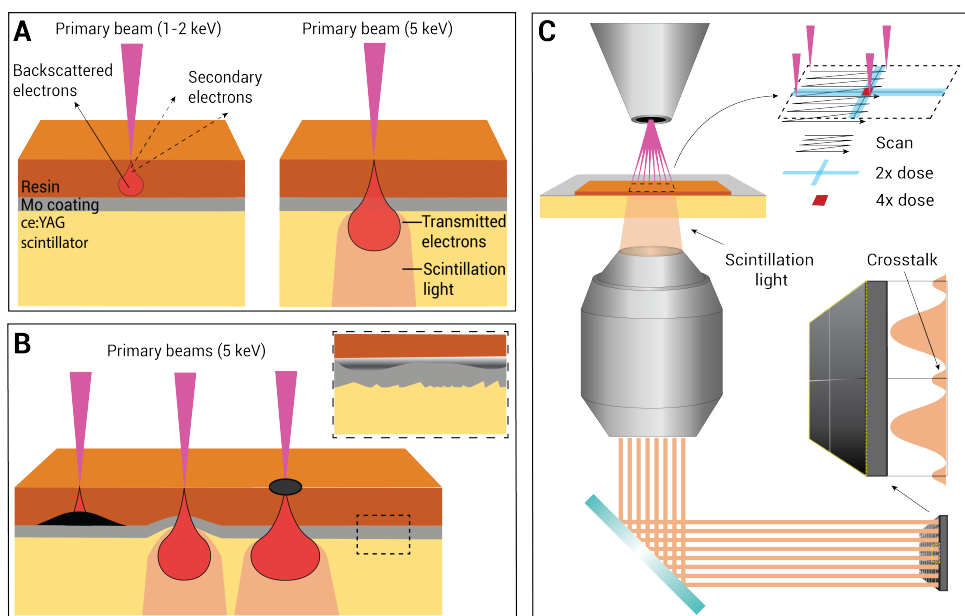 A
Primary beam (1-2 keV)
Primary beam (5 keV)
Backscattered
electrons
Secondary
electrons
Resin
Mo coating
ce:YAG
scintillator
Transmitted
electrons
Scintillation
light
B
Primary beams (5 keV)
C
Scan
2x dose
4x dose
Scintillation
light
Crosstalk